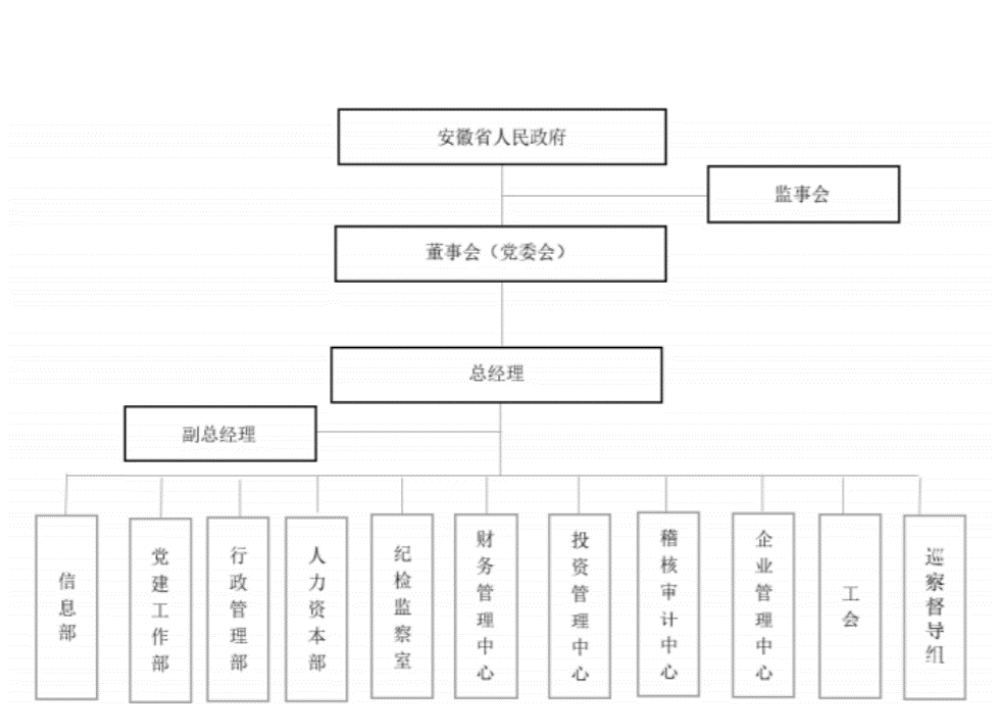 安徽省人民政府
监事会
董事会（党委会）
总经理
副总经理
信息部
党建工作部
行政管理部
人力资本部
纪检监察室
财务管理中心
投资管理中心
稽核审计中心
企业管理中心
工会
巡察督导组